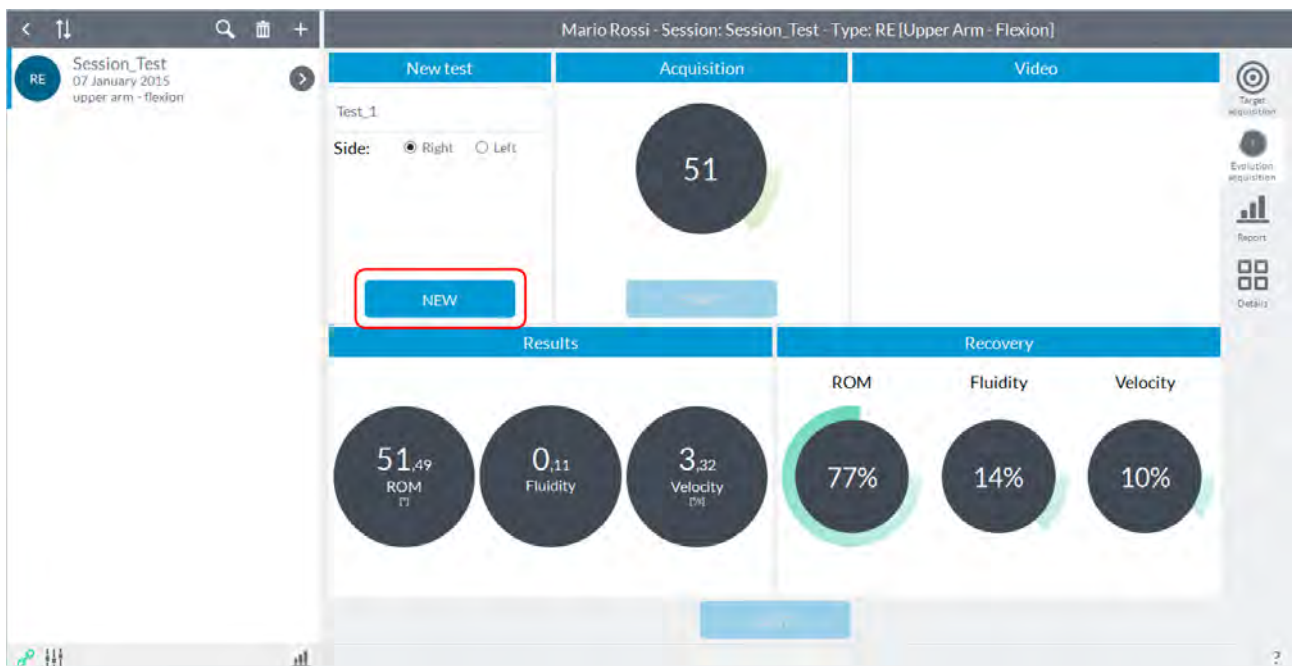 Mario Rossi - Session: Session_Test - Type: RE [Upper Arm - Flexion]
RE
Session_Test
07 January 2015
upper arm - flexion
New test
Acquisition
Video
Test_1
Side: Right Left
51
NEW
Target
acquisition
Evolution
acquisition
Report
Details
Results
Recovery
51,49
ROM
[°]
0,11
Fluidity
3,32
Velocity
[°/s]
ROM Fluidity Velocity
77% 14% 10%
?